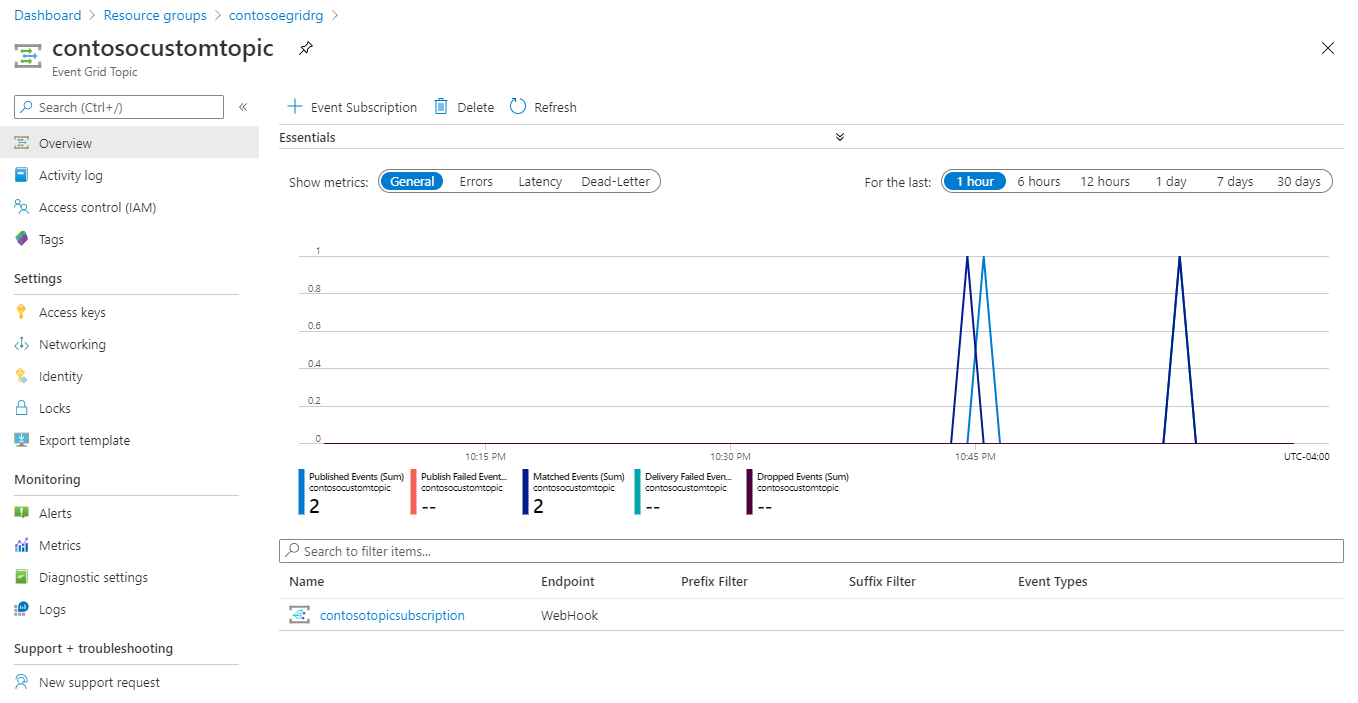 Dashboard > Resource groups > contosoegridrg >
contosocustomtopic
Event Grid Topic
Search (Ctrl+/)
«
Overview
Activity log
Access control (IAM)
Tags
Settings
Access keys
Networking
Identity
Locks
Export template
Monitoring
Alerts
Metrics
Diagnostic settings
Logs
Support + troubleshooting
New support request
Event Subscription Delete Refresh
Essentials
Show metrics: General Errors Latency Dead-Letter
For the last: 1 hour 6 hours 12 hours 1 day 7 days 30 days
1
0.8
0.6
0.4
0.2
0
10:15 PM 10:30 PM 10:45 PM UTC-04:00
Published Events (Sum)
contosocustomtopic
2
Publish Failed Event...
contosocustomtopic
--
Matched Events (Sum)
contosocustomtopic
2
Delivery Failed Even...
contosocustomtopic
--
Dropped Events (Sum)
contosocustomtopic
--
Search to filter items...
Name Endpoint Prefix Filter Suffix Filter Event Types
contosotopicsubscription WebHook